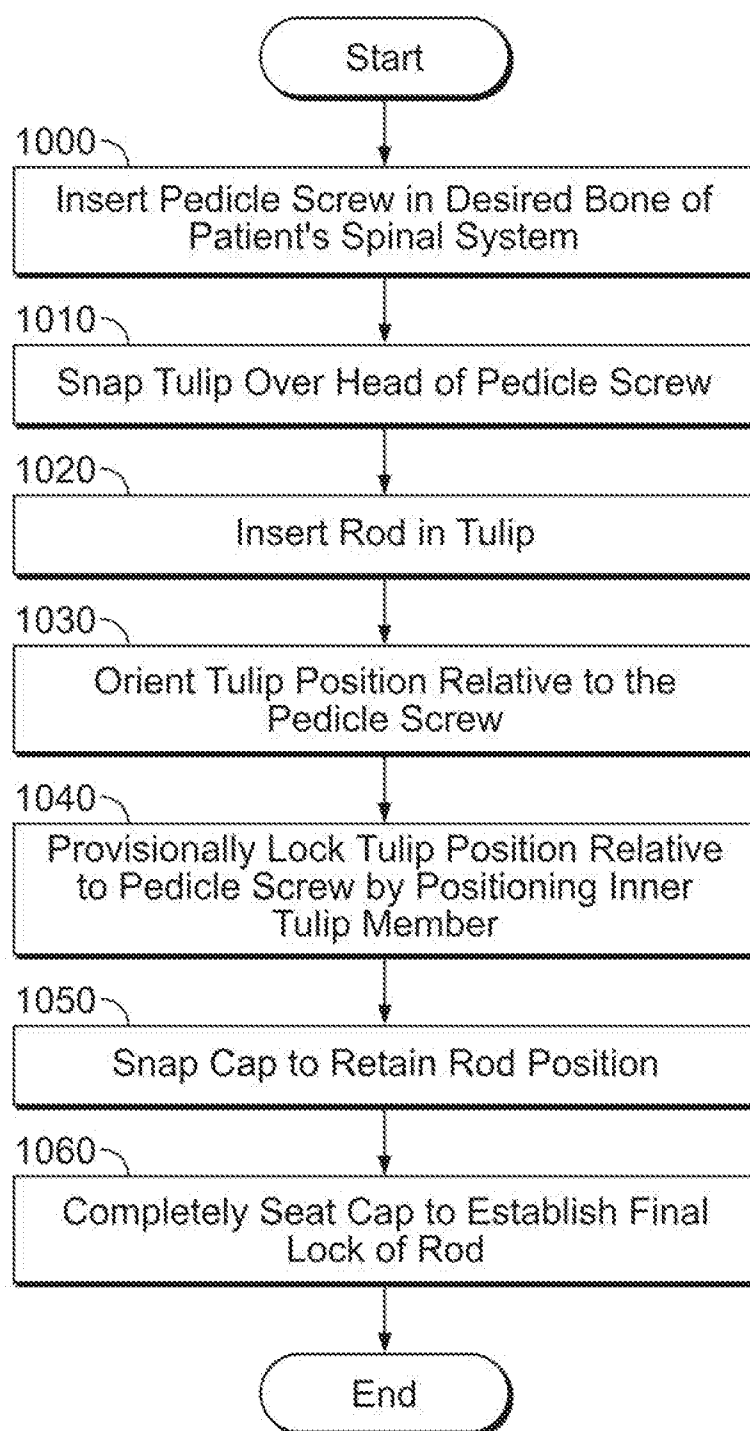 Start
1000
Insert Pedicle Screw in Desired Bone of
Patient's Spinal System
1010
Snap Tulip Over Head of Pedicle Screw
1020
Insert Rod in Tulip
1030
Orient Tulip Position Relative to the
Pedicle Screw
1040
Provisionally Lock Tulip Position Relative
to Pedicle Screw by Positioning Inner
Tulip Member
1050
Snap Cap to Retain Rod Position
1060
Completely Seat Cap to Establish Final
Lock of Rod
End